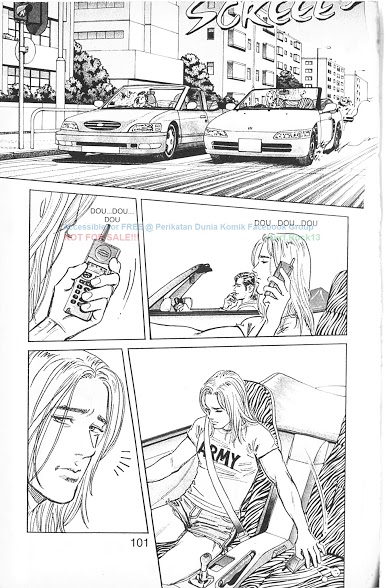 SCREEE
DOU...DOU...
DOU
DOU...DOU...DOU
Accessible for FREE @ Perikatan Dunia Komik Facebook Group
NOT FOR SALE!!!
ARMY
101